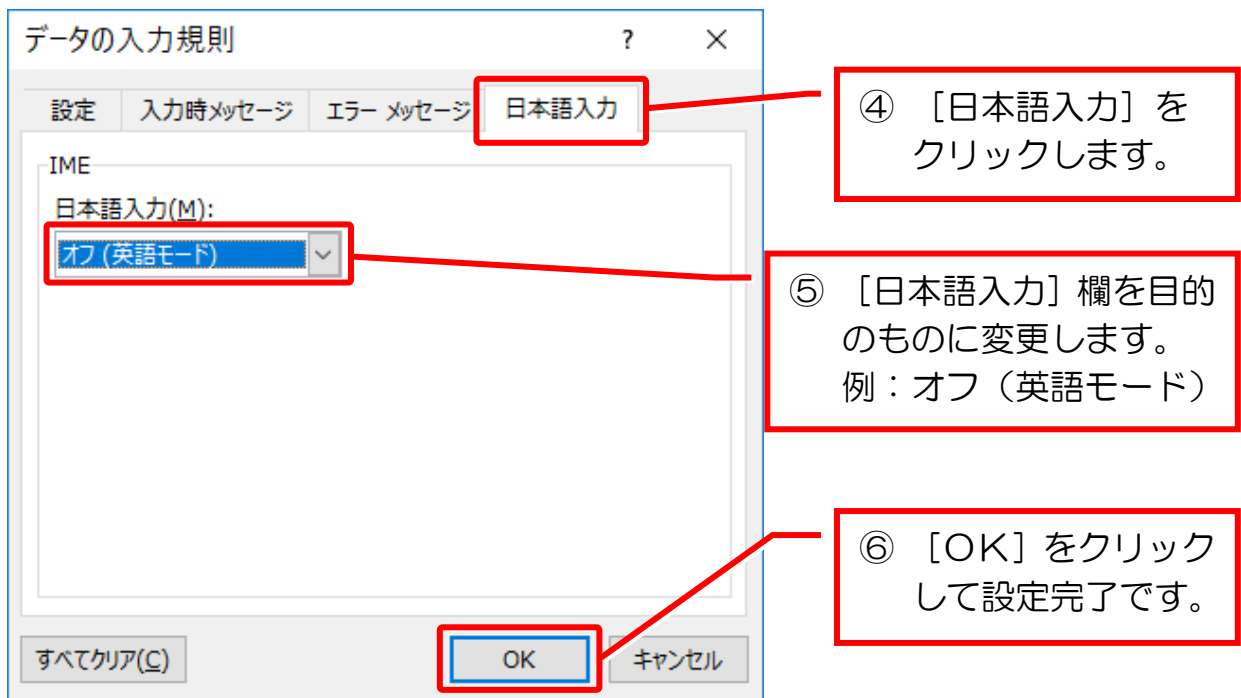 データの入力規則 ? ×
設定 入力時メッセージ エラー メッセージ 日本語入力
IME
日本語入力(M):
オフ (英語モード)
すべてクリア(C) OK キャンセル
④ [日本語入力] を
クリックします。
⑤ [日本語入力] 欄を目的
のものに変更します。
例：オフ（英語モード）
⑥ [ＯＫ] をクリック
して設定完了です。